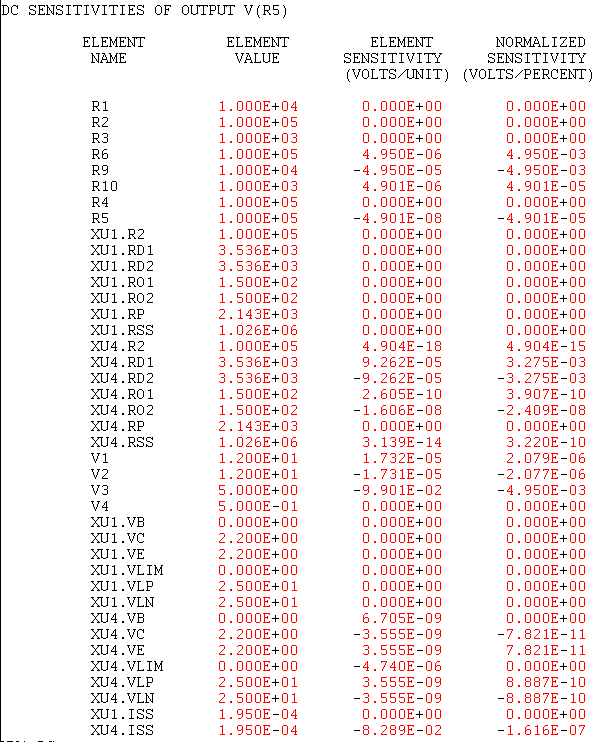 DC SENSITIVITIES OF OUTPUT V(R5)
ELEMENT ELEMENT ELEMENT NORMALIZED
NAME VALUE SENSITIVITY SENSITIVITY
(VOLTS/UNIT) (VOLTS/PERCENT)
R1 1.000E+04 0.000E+00 0.000E+00
R2 1.000E+05 0.000E+00 0.000E+00
R3 1.000E+03 0.000E+00 0.000E+00
R6 1.000E+05 4.950E-06 4.950E-03
R9 1.000E+04 -4.950E-05 -4.950E-03
R10 1.000E+03 4.901E-06 4.901E-05
R4 1.000E+05 0.000E+00 0.000E+00
R5 1.000E+05 -4.901E-08 -4.901E-05
XU1.R2 1.000E+05 0.000E+00 0.000E+00
XU1.RD1 3.536E+03 0.000E+00 0.000E+00
XU1.RD2 3.536E+03 0.000E+00 0.000E+00
XU1.RO1 1.500E+02 0.000E+00 0.000E+00
XU1.RO2 1.500E+02 0.000E+00 0.000E+00
XU1.RP 2.143E+03 0.000E+00 0.000E+00
XU1.RSS 1.026E+06 0.000E+00 0.000E+00
XU4.R2 1.000E+05 4.904E-18 4.904E-15
XU4.RD1 3.536E+03 9.262E-05 3.275E-03
XU4.RD2 3.536E+03 -9.262E-05 -3.275E-03
XU4.RO1 1.500E+02 2.605E-10 3.907E-10
XU4.RO2 1.500E+02 -1.606E-08 -2.409E-08
XU4.RP 2.143E+03 0.000E+00 0.000E+00
XU4.RSS 1.026E+06 3.139E-14 3.220E-10
V1 1.200E+01 1.732E-05 2.079E-06
V2 1.200E+01 -1.731E-05 -2.077E-06
V3 5.000E+00 -9.901E-02 -4.950E-03
V4 5.000E-01 0.000E+00 0.000E+00
XU1.VB 0.000E+00 0.000E+00 0.000E+00
XU1.VC 2.200E+00 0.000E+00 0.000E+00
XU1.VE 2.200E+00 0.000E+00 0.000E+00
XU1.VLIM 0.000E+00 0.000E+00 0.000E+00
XU1.VLP 2.500E+01 0.000E+00 0.000E+00
XU1.VLN 2.500E+01 0.000E+00 0.000E+00
XU4.VB 0.000E+00 6.705E-09 0.000E+00
XU4.VC 2.200E+00 -3.555E-09 -7.821E-11
XU4.VE 2.200E+00 3.555E-09 7.821E-11
XU4.VLIM 0.000E+00 -4.740E-06 0.000E+00
XU4.VLP 2.500E+01 3.555E-09 8.887E-10
XU4.VLN 2.500E+01 -3.555E-09 -8.887E-10
XU1.ISS 1.950E-04 0.000E+00 0.000E+00
XU4.ISS 1.950E-04 -8.289E-02 -1.616E-07